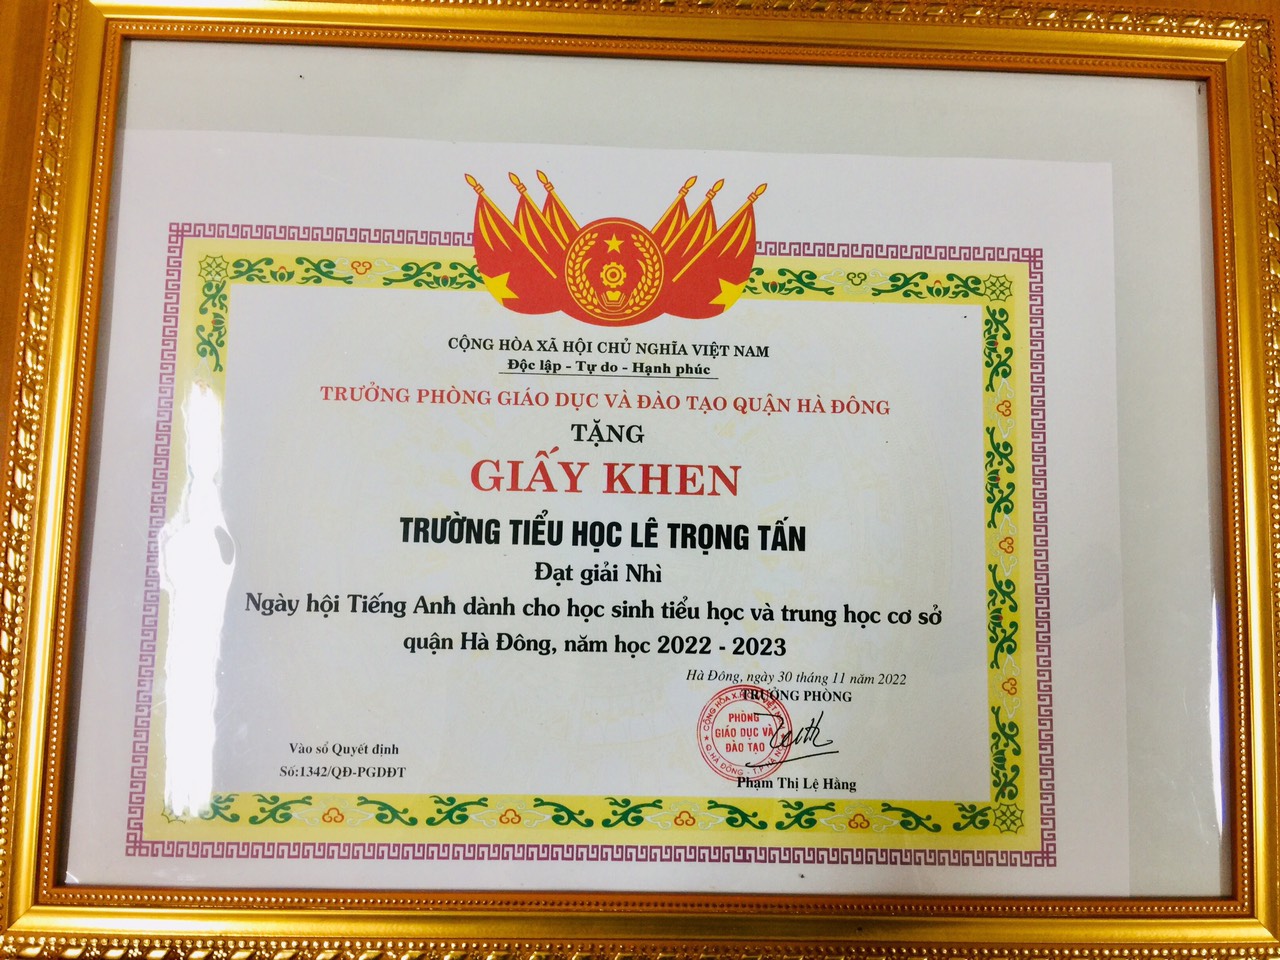 CỘNG HÒA XÃ HỘI CHỦ NGHĨA VIỆT NAM
Độc lập - Tự do - Hạnh phúc
TRƯỞNG PHÒNG GIÁO DỤC VÀ ĐÀO TẠO QUẬN HÀ ĐÔNG
TẶNG
GIẤY KHEN
TRƯỜNG TIỂU HỌC LÊ TRỌNG TẤN
Đạt giải Nhì
Ngày hội Tiếng Anh dành cho học sinh tiểu học và trung học cơ sở
quận Hà Đông, năm học 2022 - 2023
Hà Đông, ngày 30 tháng 11 năm 2022
TRƯỞNG PHÒNG
PHÒNG
GIÁO DỤC VÀ
ĐÀO TẠO
Q.HÀ ĐÔNG - T.P HÀ NỘI
Phạm Thị Lệ Hằng
Vào sổ Quyết định
Số:1342/QĐ-PGDĐT